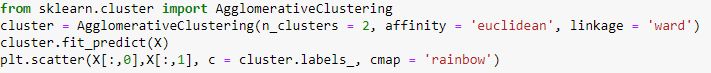 from sklearn.cluster import AgglomerativeClustering
cluster = AgglomerativeClustering(n_clusters = 2, affinity = 'euclidean', linkage = 'ward')
cluster.fit_predict(X)
plt.scatter(X[:,0],X[:,1], c = cluster.labels_, cmap = 'rainbow')